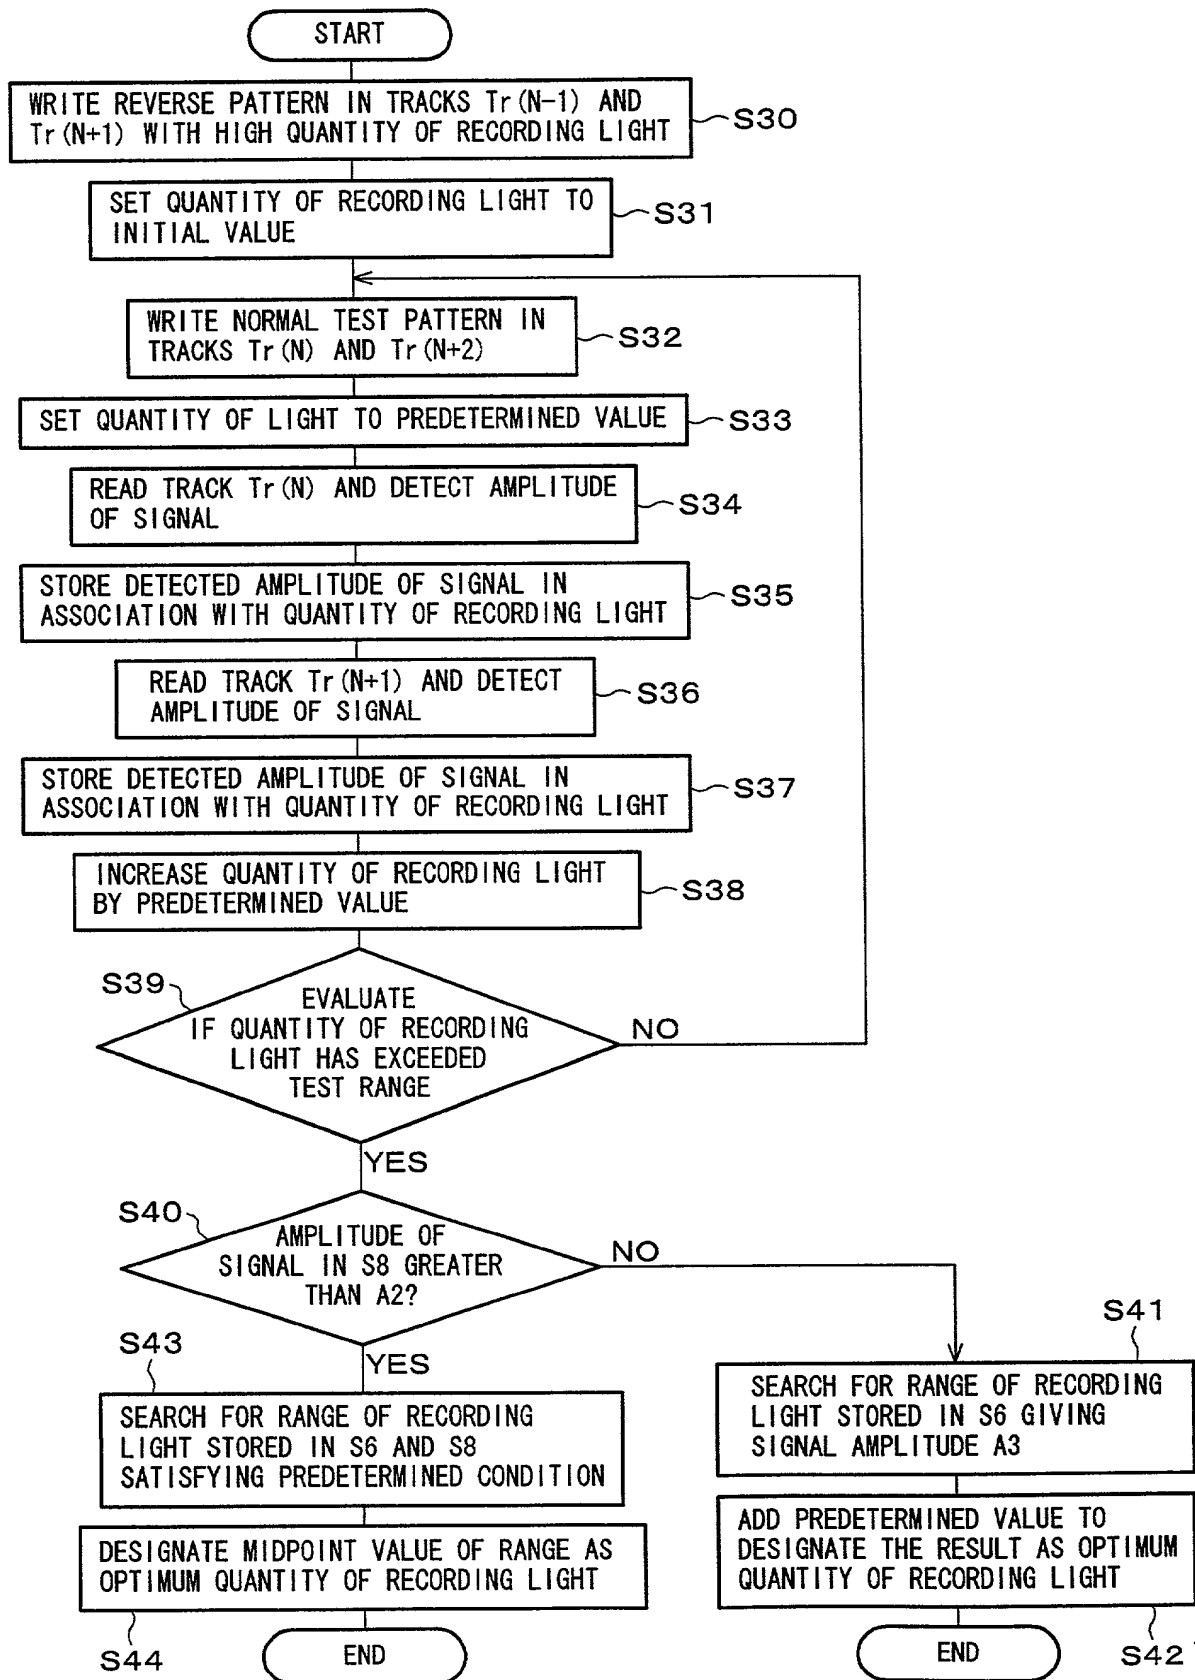 START
WRITE REVERSE PATTERN IN TRACKS Tr(N-1) AND
Tr(N+1) WITH HIGH QUANTITY OF RECORDING LIGHT
S30
SET QUANTITY OF RECORDING LIGHT TO
INITIAL VALUE
S31
WRITE NORMAL TEST PATTERN IN
TRACKS Tr(N) AND Tr(N+2)
S32
SET QUANTITY OF LIGHT TO PREDETERMINED VALUE
S33
READ TRACK Tr(N) AND DETECT AMPLITUDE
OF SIGNAL
S34
STORE DETECTED AMPLITUDE OF SIGNAL IN
ASSOCIATION WITH QUANTITY OF RECORDING LIGHT
S35
READ TRACK Tr(N+1) AND DETECT
AMPLITUDE OF SIGNAL
S36
STORE DETECTED AMPLITUDE OF SIGNAL IN
ASSOCIATION WITH QUANTITY OF RECORDING LIGHT
S37
INCREASE QUANTITY OF RECORDING LIGHT
BY PREDETERMINED VALUE
S38
S39
EVALUATE
IF QUANTITY OF RECORDING
LIGHT HAS EXCEEDED
TEST RANGE
NO
YES
S40
AMPLITUDE OF
SIGNAL IN S8 GREATER
THAN A2?
NO
YES
S43
SEARCH FOR RANGE OF RECORDING
LIGHT STORED IN S6 AND S8
SATISFYING PREDETERMINED CONDITION
DESIGNATE MIDPOINT VALUE OF RANGE AS
OPTIMUM QUANTITY OF RECORDING LIGHT
S44
END
S41
SEARCH FOR RANGE OF RECORDING
LIGHT STORED IN S6 GIVING
SIGNAL AMPLITUDE A3
ADD PREDETERMINED VALUE TO
DESIGNATE THE RESULT AS OPTIMUM
QUANTITY OF RECORDING LIGHT
S42
END